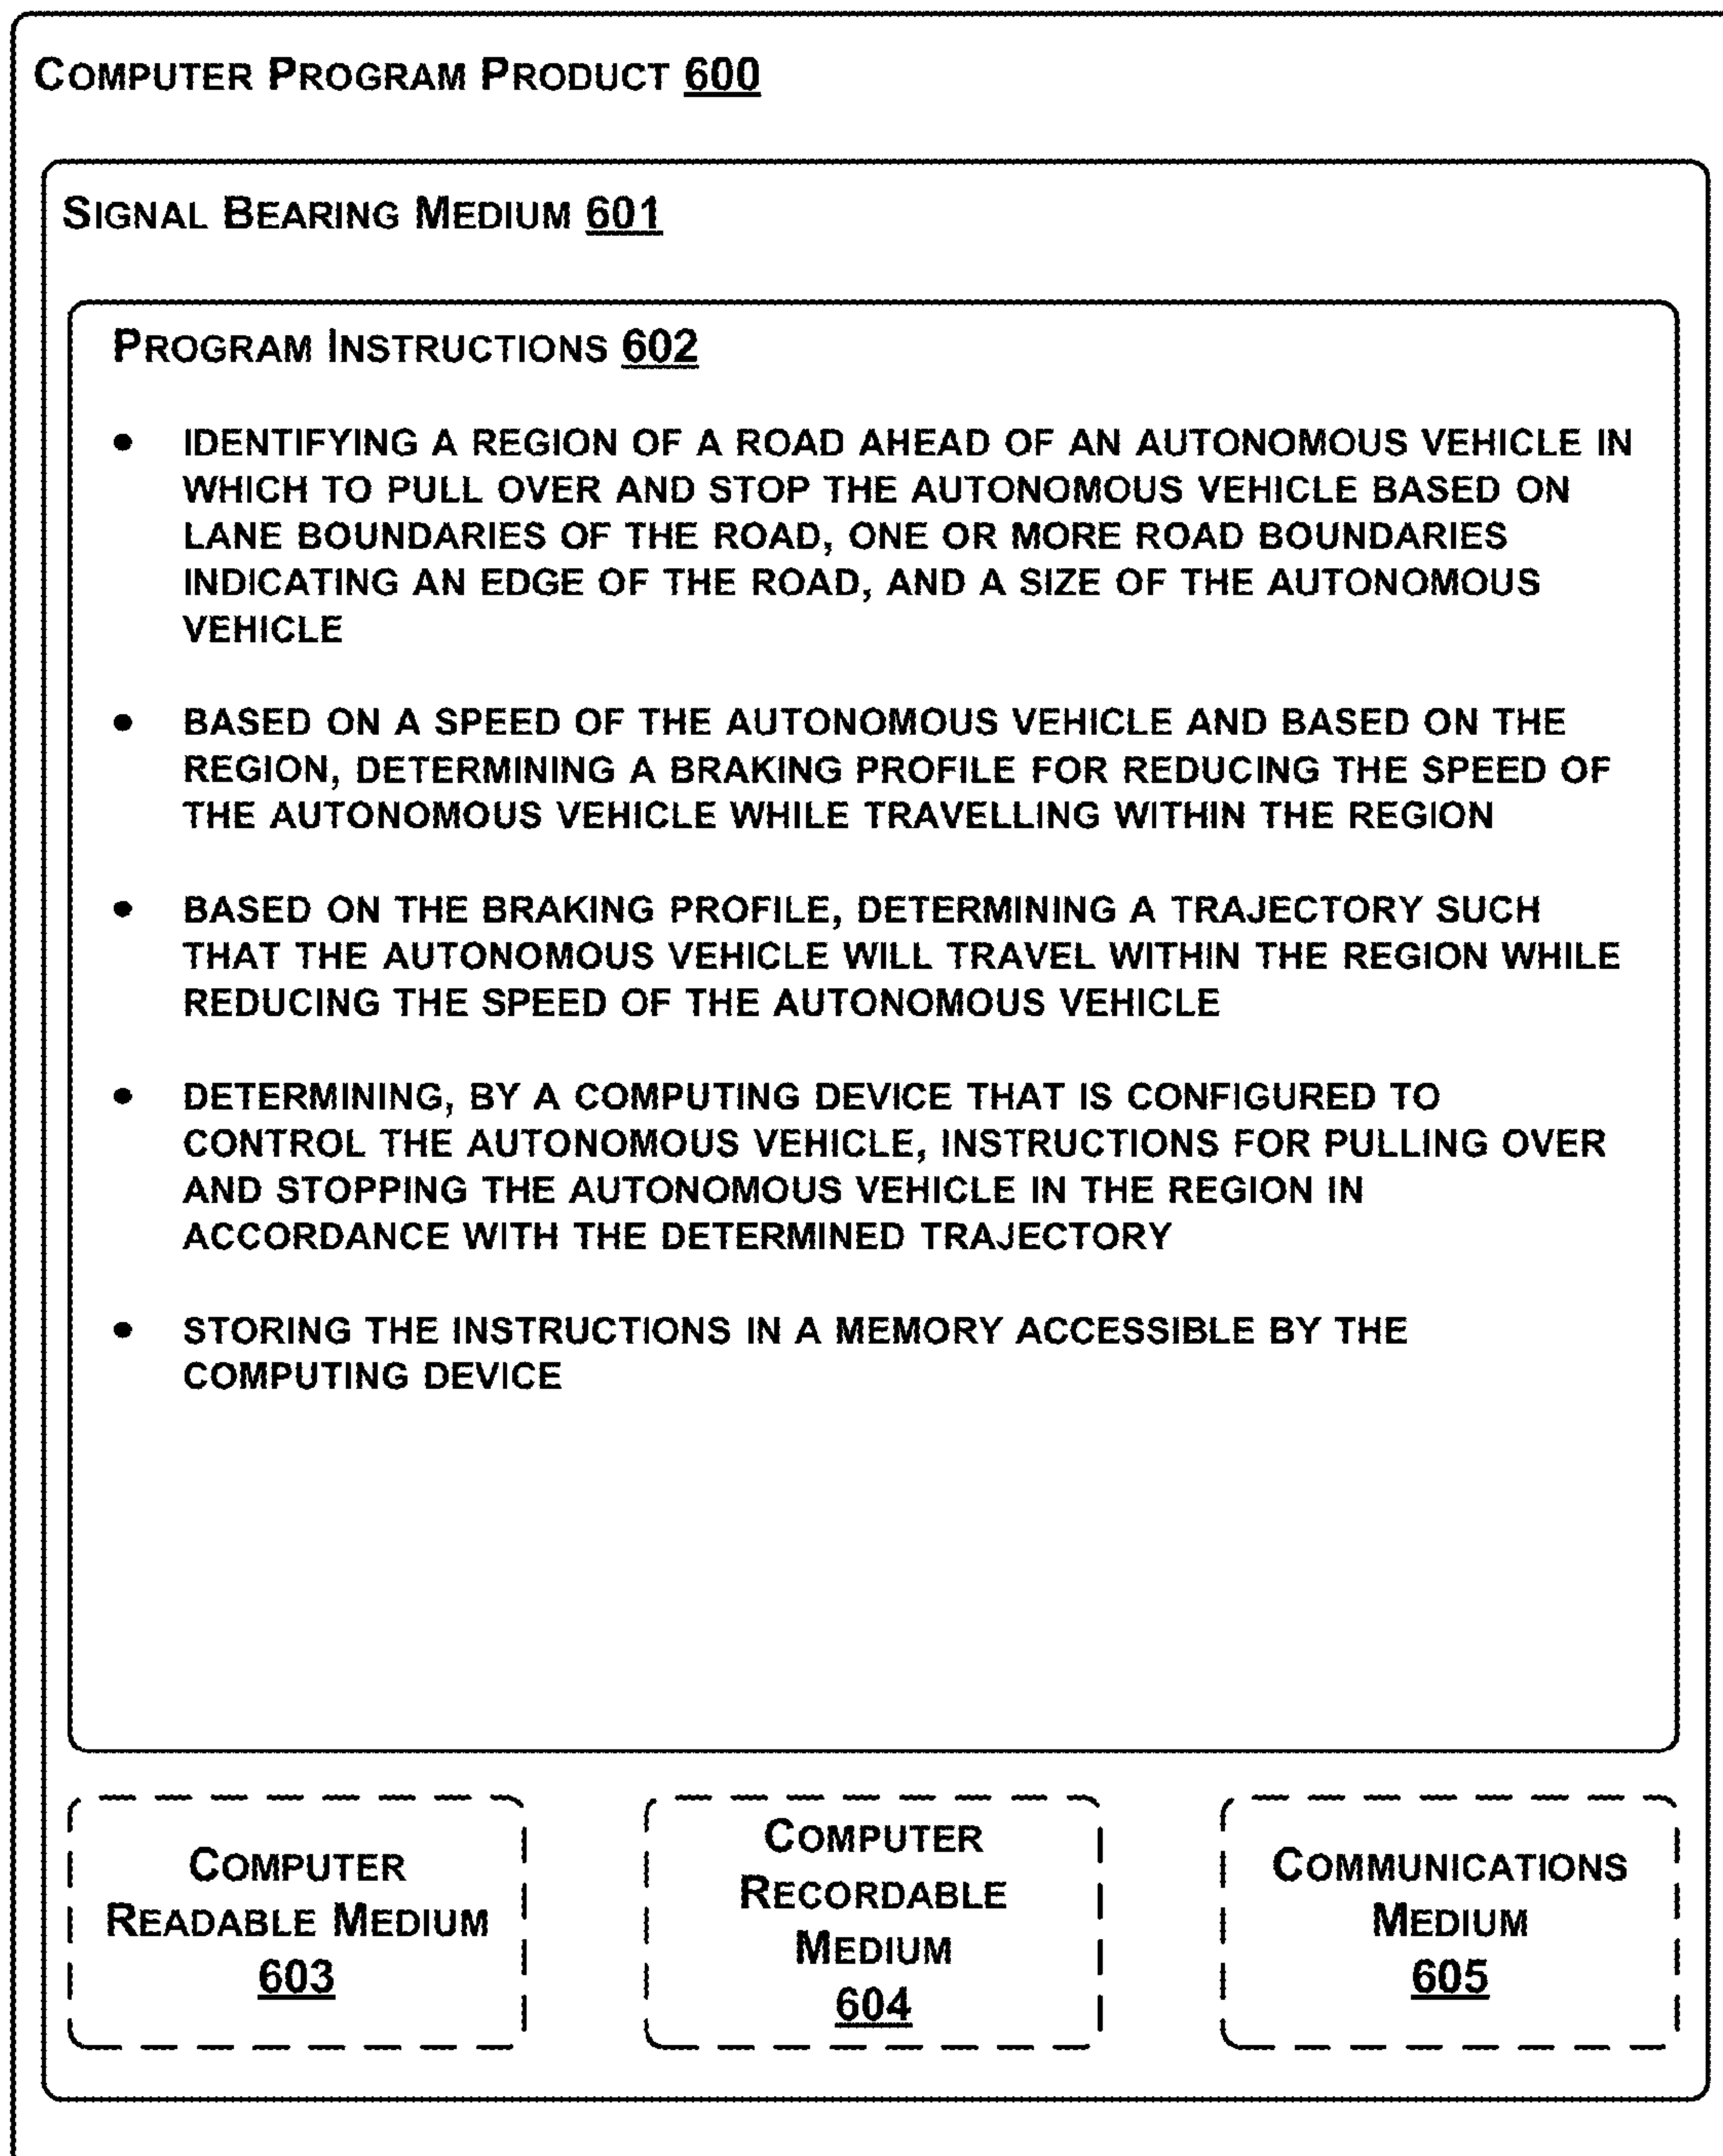 COMPUTER PROGRAM PRODUCT 600
SIGNAL BEARING MEDIUM 601
PROGRAM INSTRUCTIONS 602
• IDENTIFYING A REGION OF A ROAD AHEAD OF AN AUTONOMOUS VEHICLE IN
WHICH TO PULL OVER AND STOP THE AUTONOMOUS VEHICLE BASED ON
LANE BOUNDARIES OF THE ROAD, ONE OR MORE ROAD BOUNDARIES
INDICATING AN EDGE OF THE ROAD, AND A SIZE OF THE AUTONOMOUS
VEHICLE
• BASED ON A SPEED OF THE AUTONOMOUS VEHICLE AND BASED ON THE
REGION, DETERMINING A BRAKING PROFILE FOR REDUCING THE SPEED OF
THE AUTONOMOUS VEHICLE WHILE TRAVELLING WITHIN THE REGION
• BASED ON THE BRAKING PROFILE, DETERMINING A TRAJECTORY SUCH
THAT THE AUTONOMOUS VEHICLE WILL TRAVEL WITHIN THE REGION WHILE
REDUCING THE SPEED OF THE AUTONOMOUS VEHICLE
• DETERMINING, BY A COMPUTING DEVICE THAT IS CONFIGURED TO
CONTROL THE AUTONOMOUS VEHICLE, INSTRUCTIONS FOR PULLING OVER
AND STOPPING THE AUTONOMOUS VEHICLE IN THE REGION IN
ACCORDANCE WITH THE DETERMINED TRAJECTORY
• STORING THE INSTRUCTIONS IN A MEMORY ACCESSIBLE BY THE
COMPUTING DEVICE
COMPUTER
READABLE MEDIUM
603
COMPUTER
RECORDABLE
MEDIUM
604
COMMUNICATIONS
MEDIUM
605